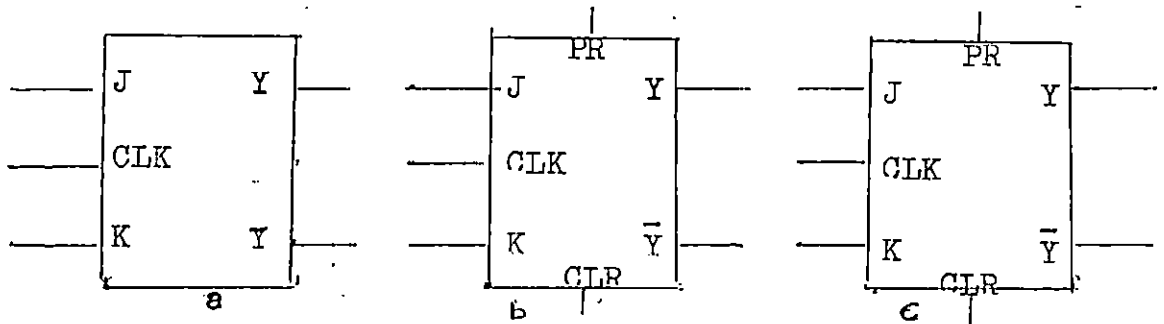 PR PR
J Y J Y J Y
CLK CLK CLK
K Y K Y̅ K Y̅
CLR CLR
a b c